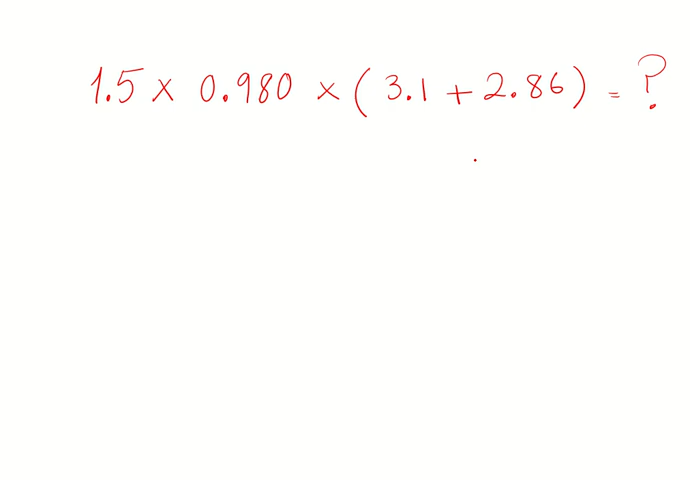 1.5 × 0.980 × ( 3.1 + 2.86 ) = ?